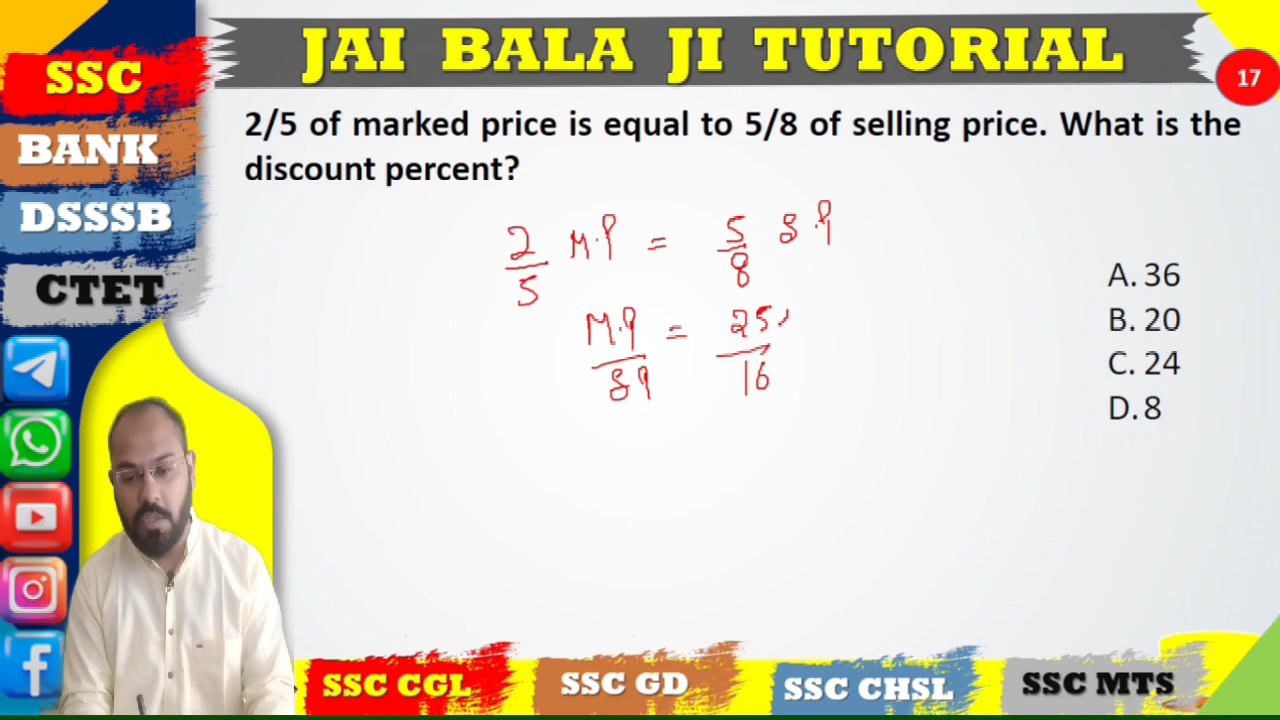 JAI BALA JI TUTORIAL
17
SSC
BANK
DSSSB
CTET
2/5 of marked price is equal to 5/8 of selling price. What is the
discount percent?
2/5 M.P = 5/8 S.P
M.P/SP = 25/16
A. 36
B. 20
C. 24
D. 8
SSC CGL
SSC GD
SSC CHSL
SSC MTS